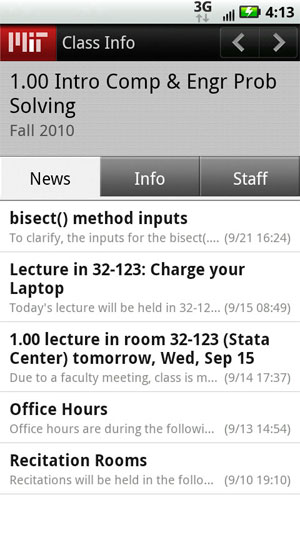 3G 4:13
MIT Class Info
1.00 Intro Comp & Engr Prob
Solving
Fall 2010
News Info Staff
bisect() method inputs
To clarify, the inputs for the bisect(.... (9/21 16:24)
Lecture in 32-123: Charge your
Laptop
Today's lecture will be held in 32-12... (9/15 08:49)
1.00 lecture in room 32-123 (Stata
Center) tomorrow, Wed, Sep 15
Due to a faculty meeting, class is m... (9/14 17:37)
Office Hours
Office hours are during the followi... (9/13 14:54)
Recitation Rooms
Recitations will be held in the follo... (9/10 19:10)